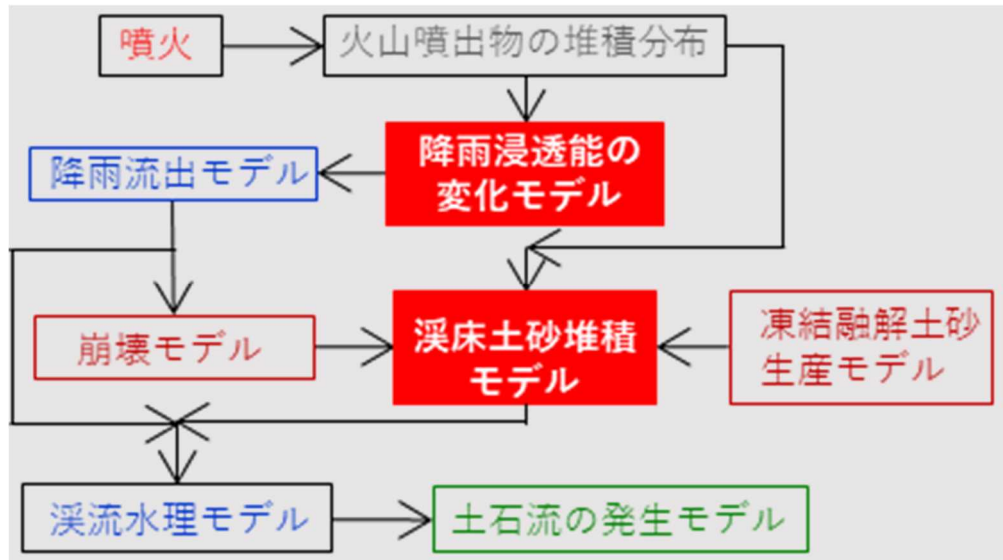 噴火
火山噴出物の堆積分布
降雨浸透能の
変化モデル
降雨流出モデル
崩壊モデル
渓床土砂堆積
モデル
凍結融解土砂
生産モデル
渓流水理モデル
土石流の発生モデル